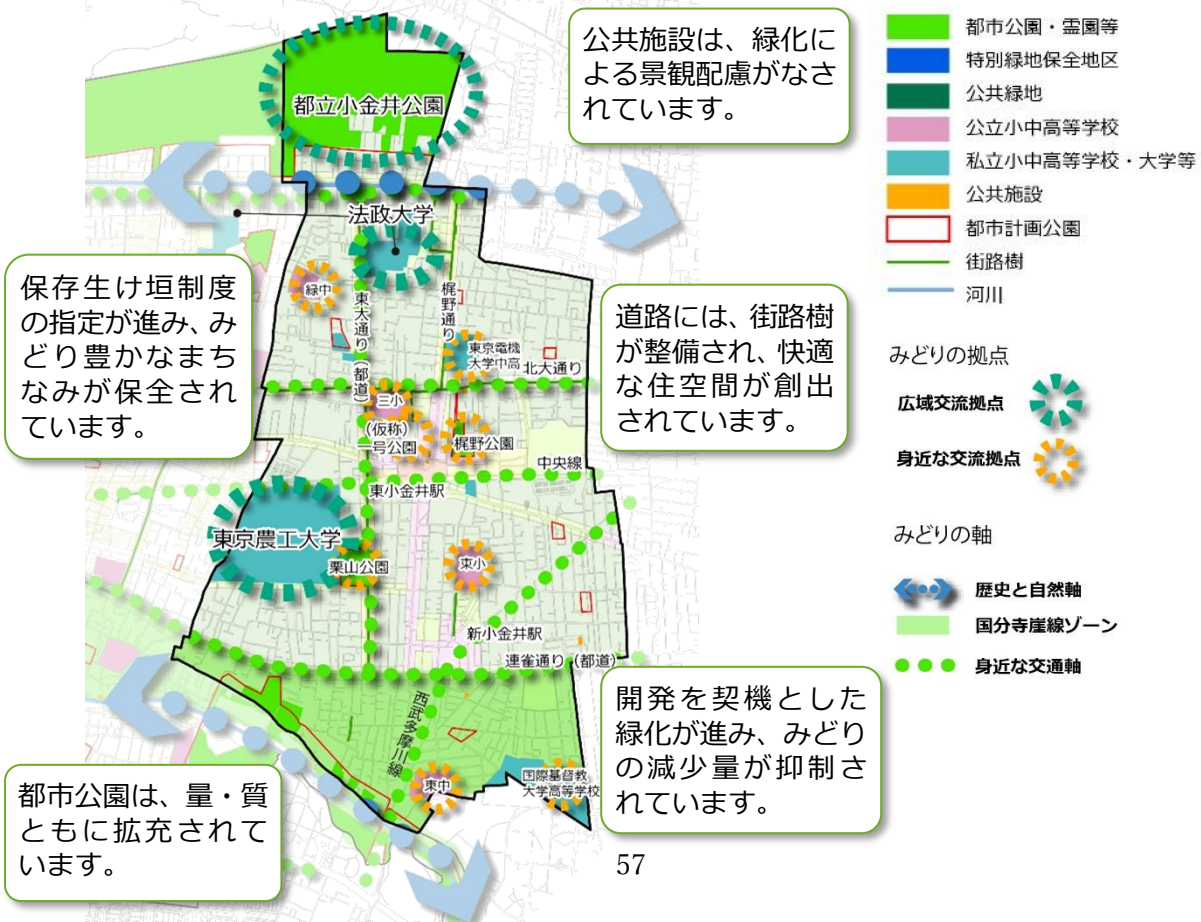 公共施設は、緑化に
よる景観配慮がなさ
れています。
都立小金井公園
法政大学
保存生け垣制度
の指定が進み、み
どり豊かなまち
なみが保全され
ています。
緑中
東大通り(都道)
梶野通り
東京電機
大学中高
北大通り
道路には、街路樹
が整備され、快適
な住空間が創出
されています。
三小
(仮称)
一号公園
梶野公園
中央線
東小金井駅
東京農工大学
栗山公園
東小
新小金井駅
連雀通り(都道)
西武多摩川線
東中
国際基督教
大学高等学校
開発を契機とした
緑化が進み、みどり
の減少量が抑制さ
れています。
都市公園は、量・質
ともに拡充されて
います。
都市公園・霊園等
特別緑地保全地区
公共緑地
公立小中高等学校
私立小中高等学校・大学等
公共施設
都市計画公園
街路樹
河川
みどりの拠点
広域交流拠点
身近な交流拠点
みどりの軸
歴史と自然軸
国分寺崖線ゾーン
身近な交通軸
57